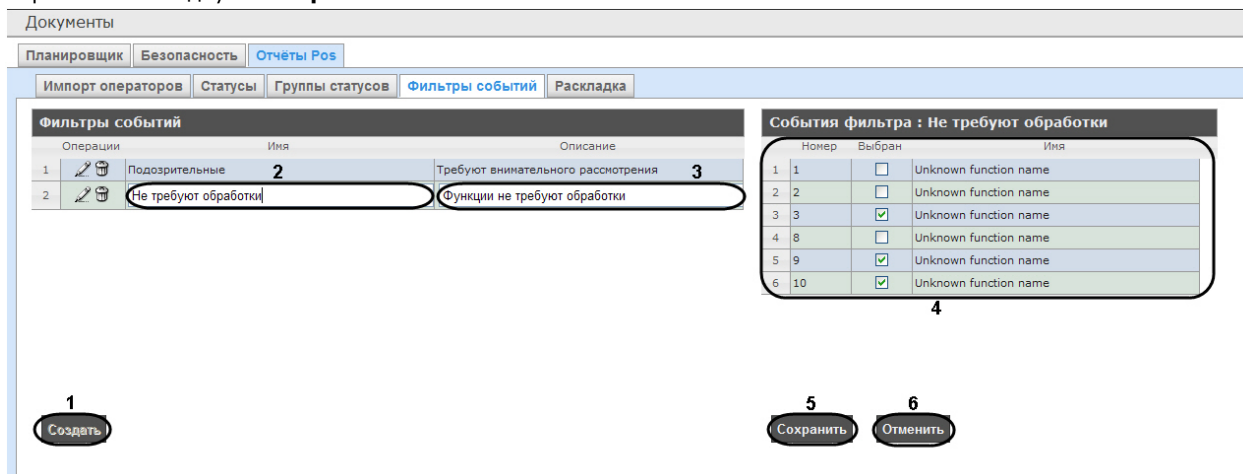 Документы
Планировщик Безопасность Отчёты Pos
Импорт операторов Статусы Группы статусов Фильтры событий Раскладка
Фильтры событий
Операции Имя Описание
1 Подозрительные 2 Требуют внимательного рассмотрения 3
2 Не требуют обработки Функции не требуют обработки
События фильтра : Не требуют обработки
Номер Выбран Имя
1 1 Unknown function name
2 2 Unknown function name
3 3 Unknown function name
4 8 Unknown function name
5 9 Unknown function name
6 10 Unknown function name
4
1
Создать
5 6
Сохранить Отменить